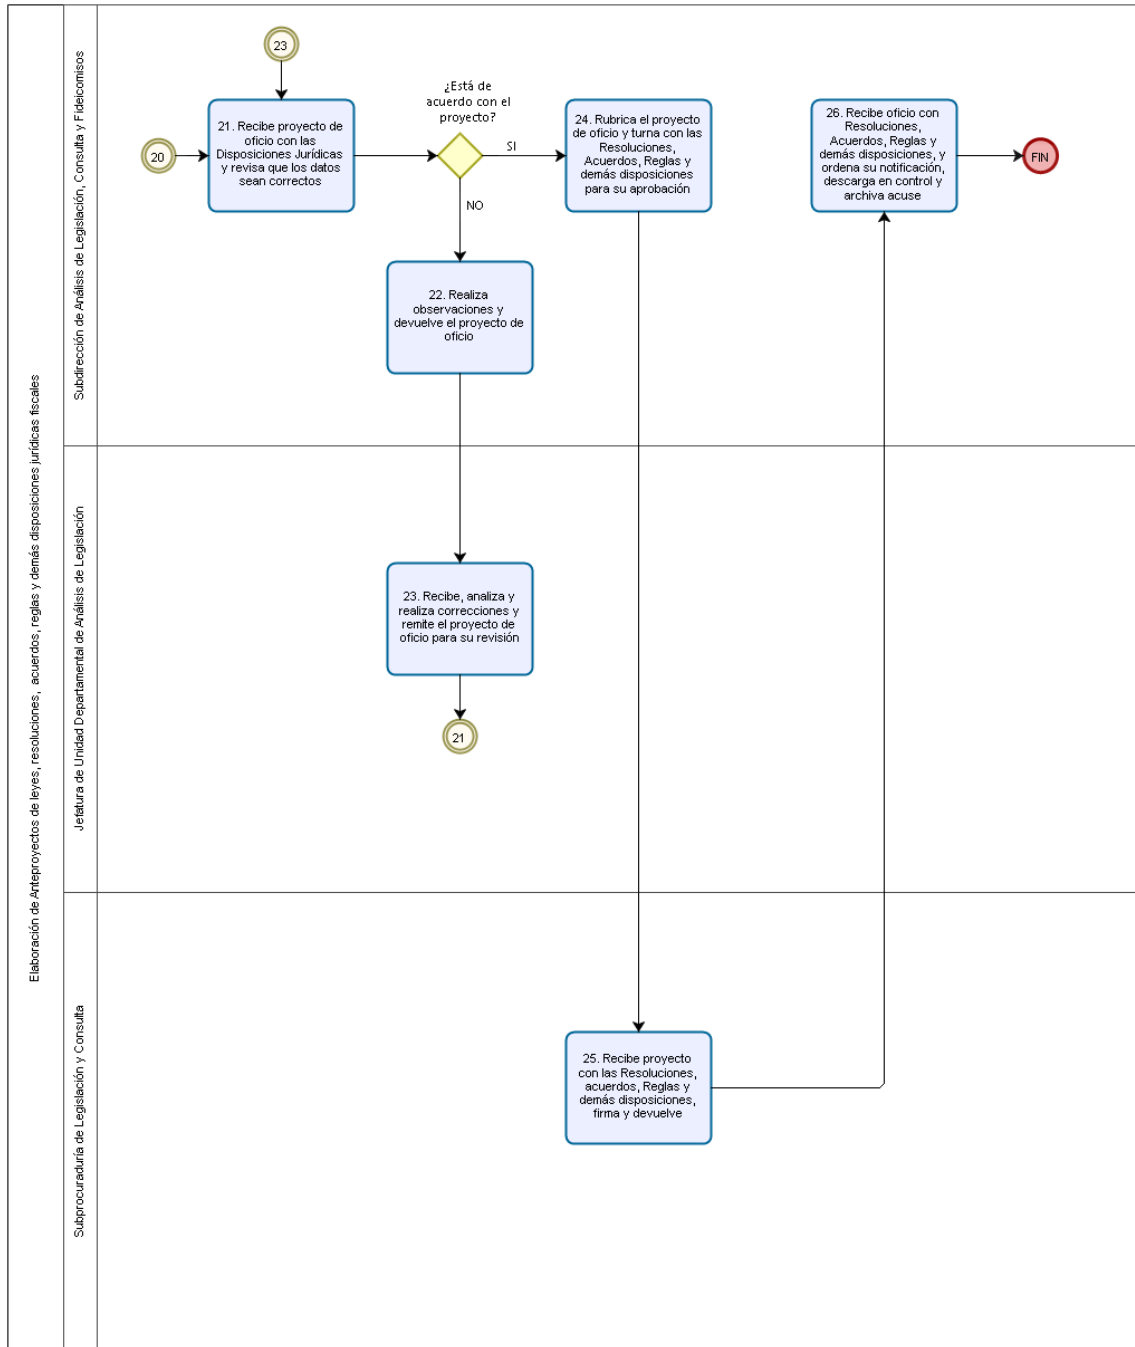 Elaboración de Anteproyectos de leyes, resoluciones, acuerdos, reglas y demás disposiciones jurídicas fiscales
Subdirección de Análisis de Legislación, Consulta y Fideicomisos
23
20
21. Recibe proyecto de
oficio con las
Disposiciones Jurídicas
y revisa que los datos
sean correctos
¿Está de
acuerdo con el
proyecto?
SI
NO
24. Rubrica el proyecto
de oficio y turna con las
Resoluciones,
Acuerdos, Reglas y
demás disposiciones
para su aprobación
26. Recibe oficio con
Resoluciones,
Acuerdos, Reglas y
demás disposiciones, y
ordena su notificación,
descarga en control y
archiva acuse
FIN
22. Realiza
observaciones y
devuelve el proyecto de
oficio
Jefatura de Unidad Departamental de Análisis de Legislación
23. Recibe, analiza y
realiza correcciones y
remite el proyecto de
oficio para su revisión
21
Subprocuraduría de Legislación y Consulta
25. Recibe proyecto
con las Resoluciones,
acuerdos, Reglas y
demás disposiciones,
firma y devuelve